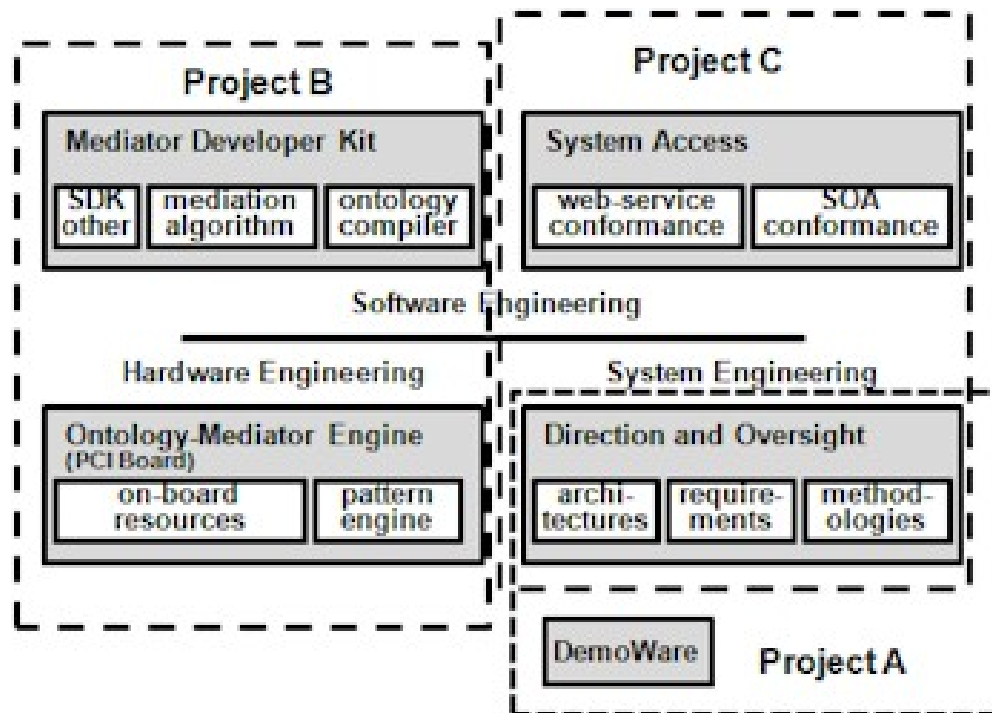 Project B
Mediator Developer Kit
SDK
other
mediation
algorithm
ontology
compiler
Project C
System Access
web-service
conformance
SOA
conformance
Software Engineering
Hardware Engineering
System Engineering
Ontology-Mediator Engine
(PCI Board)
on-board
resources
pattern
engine
Direction and Oversight
archi-
tectures
require-
ments
method-
ologies
DemoWare
Project A